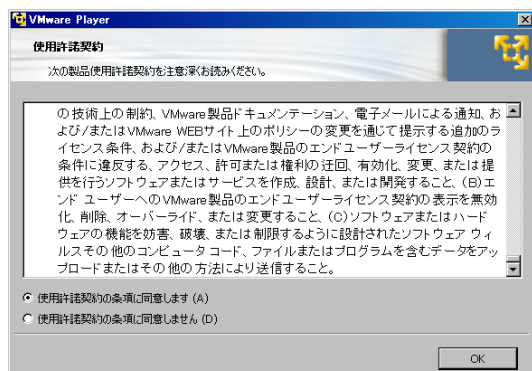 VMware Player
使用許諾契約
次の製品使用許諾契約を注意深くお読みください。
の技術上の制約、VMware製品ドキュメンテーション、電子メールによる通知、お
よび/またはVMware WEBサイト上のポリシーの変更を通じて提示する追加のラ
イセンス条件、および/またはVMware製品のエンドユーザーライセンス契約の
条件に違反する、アクセス、許可または権利の迂回、有効化、変更、または提
供を行うソフトウェアまたはサービスを作成、設計、または開発すること、(B)エ
ンド ユーザーへのVMware製品のエンドユーザーライセンス契約の表示を無効
化、削除、オーバーライド、または変更すること、(C)ソフトウェアまたはハード
ウェアの機能を妨害、破壊、または制限するように設計されたソフトウェア ウィ
ルスその他のコンピュータ コード、ファイルまたはプログラムを含むデータをアッ
プロードまたはその他の方法により送信すること。
使用許諾契約の条項に同意します (A)
使用許諾契約の条項に同意しません (D)
OK